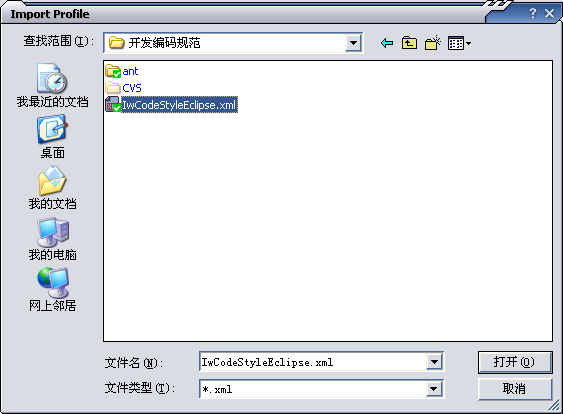 Import Profile
查找范围(I):
开发编码规范
ant
CVS
IwCodeStyleEclipse.xml
我最近的文档
桌面
我的文档
我的电脑
网上邻居
文件名(N):
IwCodeStyleEclipse.xml
打开(O)
文件类型(T):
*.xml
取消